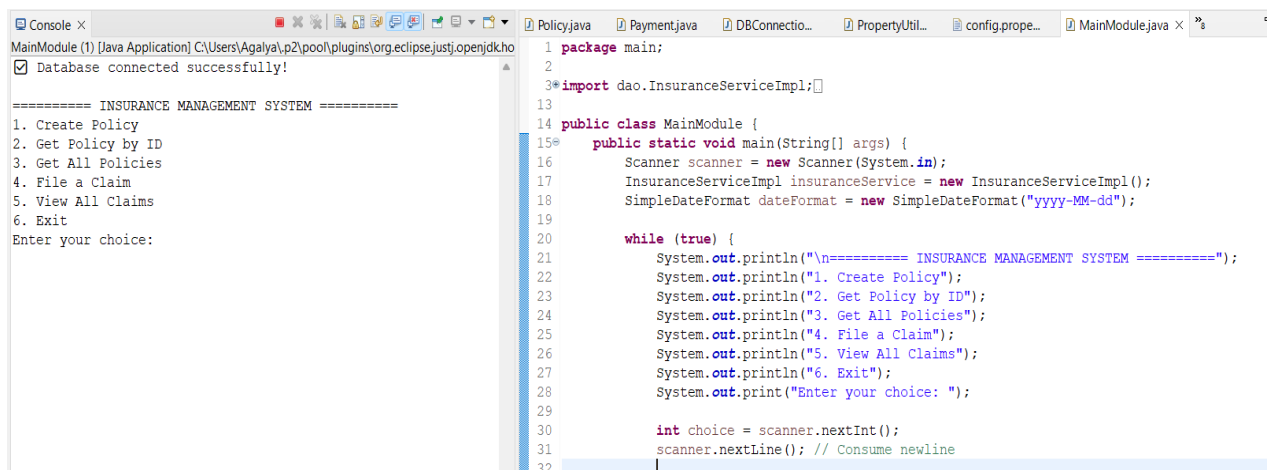 Console ×
MainModule (1) [Java Application] C:\Users\Agalya\.p2\pool\plugins\org.eclipse.justj.openjdk.ho
Database connected successfully!
========== INSURANCE MANAGEMENT SYSTEM ==========
1. Create Policy
2. Get Policy by ID
3. Get All Policies
4. File a Claim
5. View All Claims
6. Exit
Enter your choice:
Policy.java Payment.java DBConnectio... PropertyUtil... config.prope... MainModule.java × »8
1 package main;
2
3 import dao.InsuranceServiceImpl;
13
14 public class MainModule {
15 public static void main(String[] args) {
16 Scanner scanner = new Scanner(System.in);
17 InsuranceServiceImpl insuranceService = new InsuranceServiceImpl();
18 SimpleDateFormat dateFormat = new SimpleDateFormat("yyyy-MM-dd");
19
20 while (true) {
21 System.out.println("\n========== INSURANCE MANAGEMENT SYSTEM ==========");
22 System.out.println("1. Create Policy");
23 System.out.println("2. Get Policy by ID");
24 System.out.println("3. Get All Policies");
25 System.out.println("4. File a Claim");
26 System.out.println("5. View All Claims");
27 System.out.println("6. Exit");
28 System.out.print("Enter your choice: ");
29
30 int choice = scanner.nextInt();
31 scanner.nextLine(); // Consume newline
32